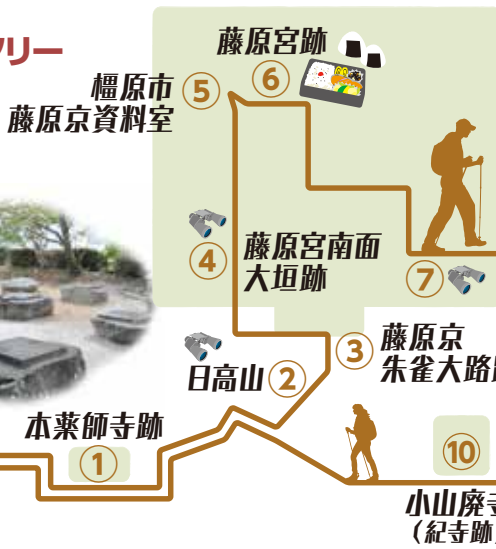 リー
藤原宮跡
⑥
橿原市
藤原京資料室
⑤
④
藤原宮南面
大垣跡
⑦
③
藤原京
朱雀大路
日高山
②
本薬師寺跡
①
⑩
小山廃寺
（紀寺跡